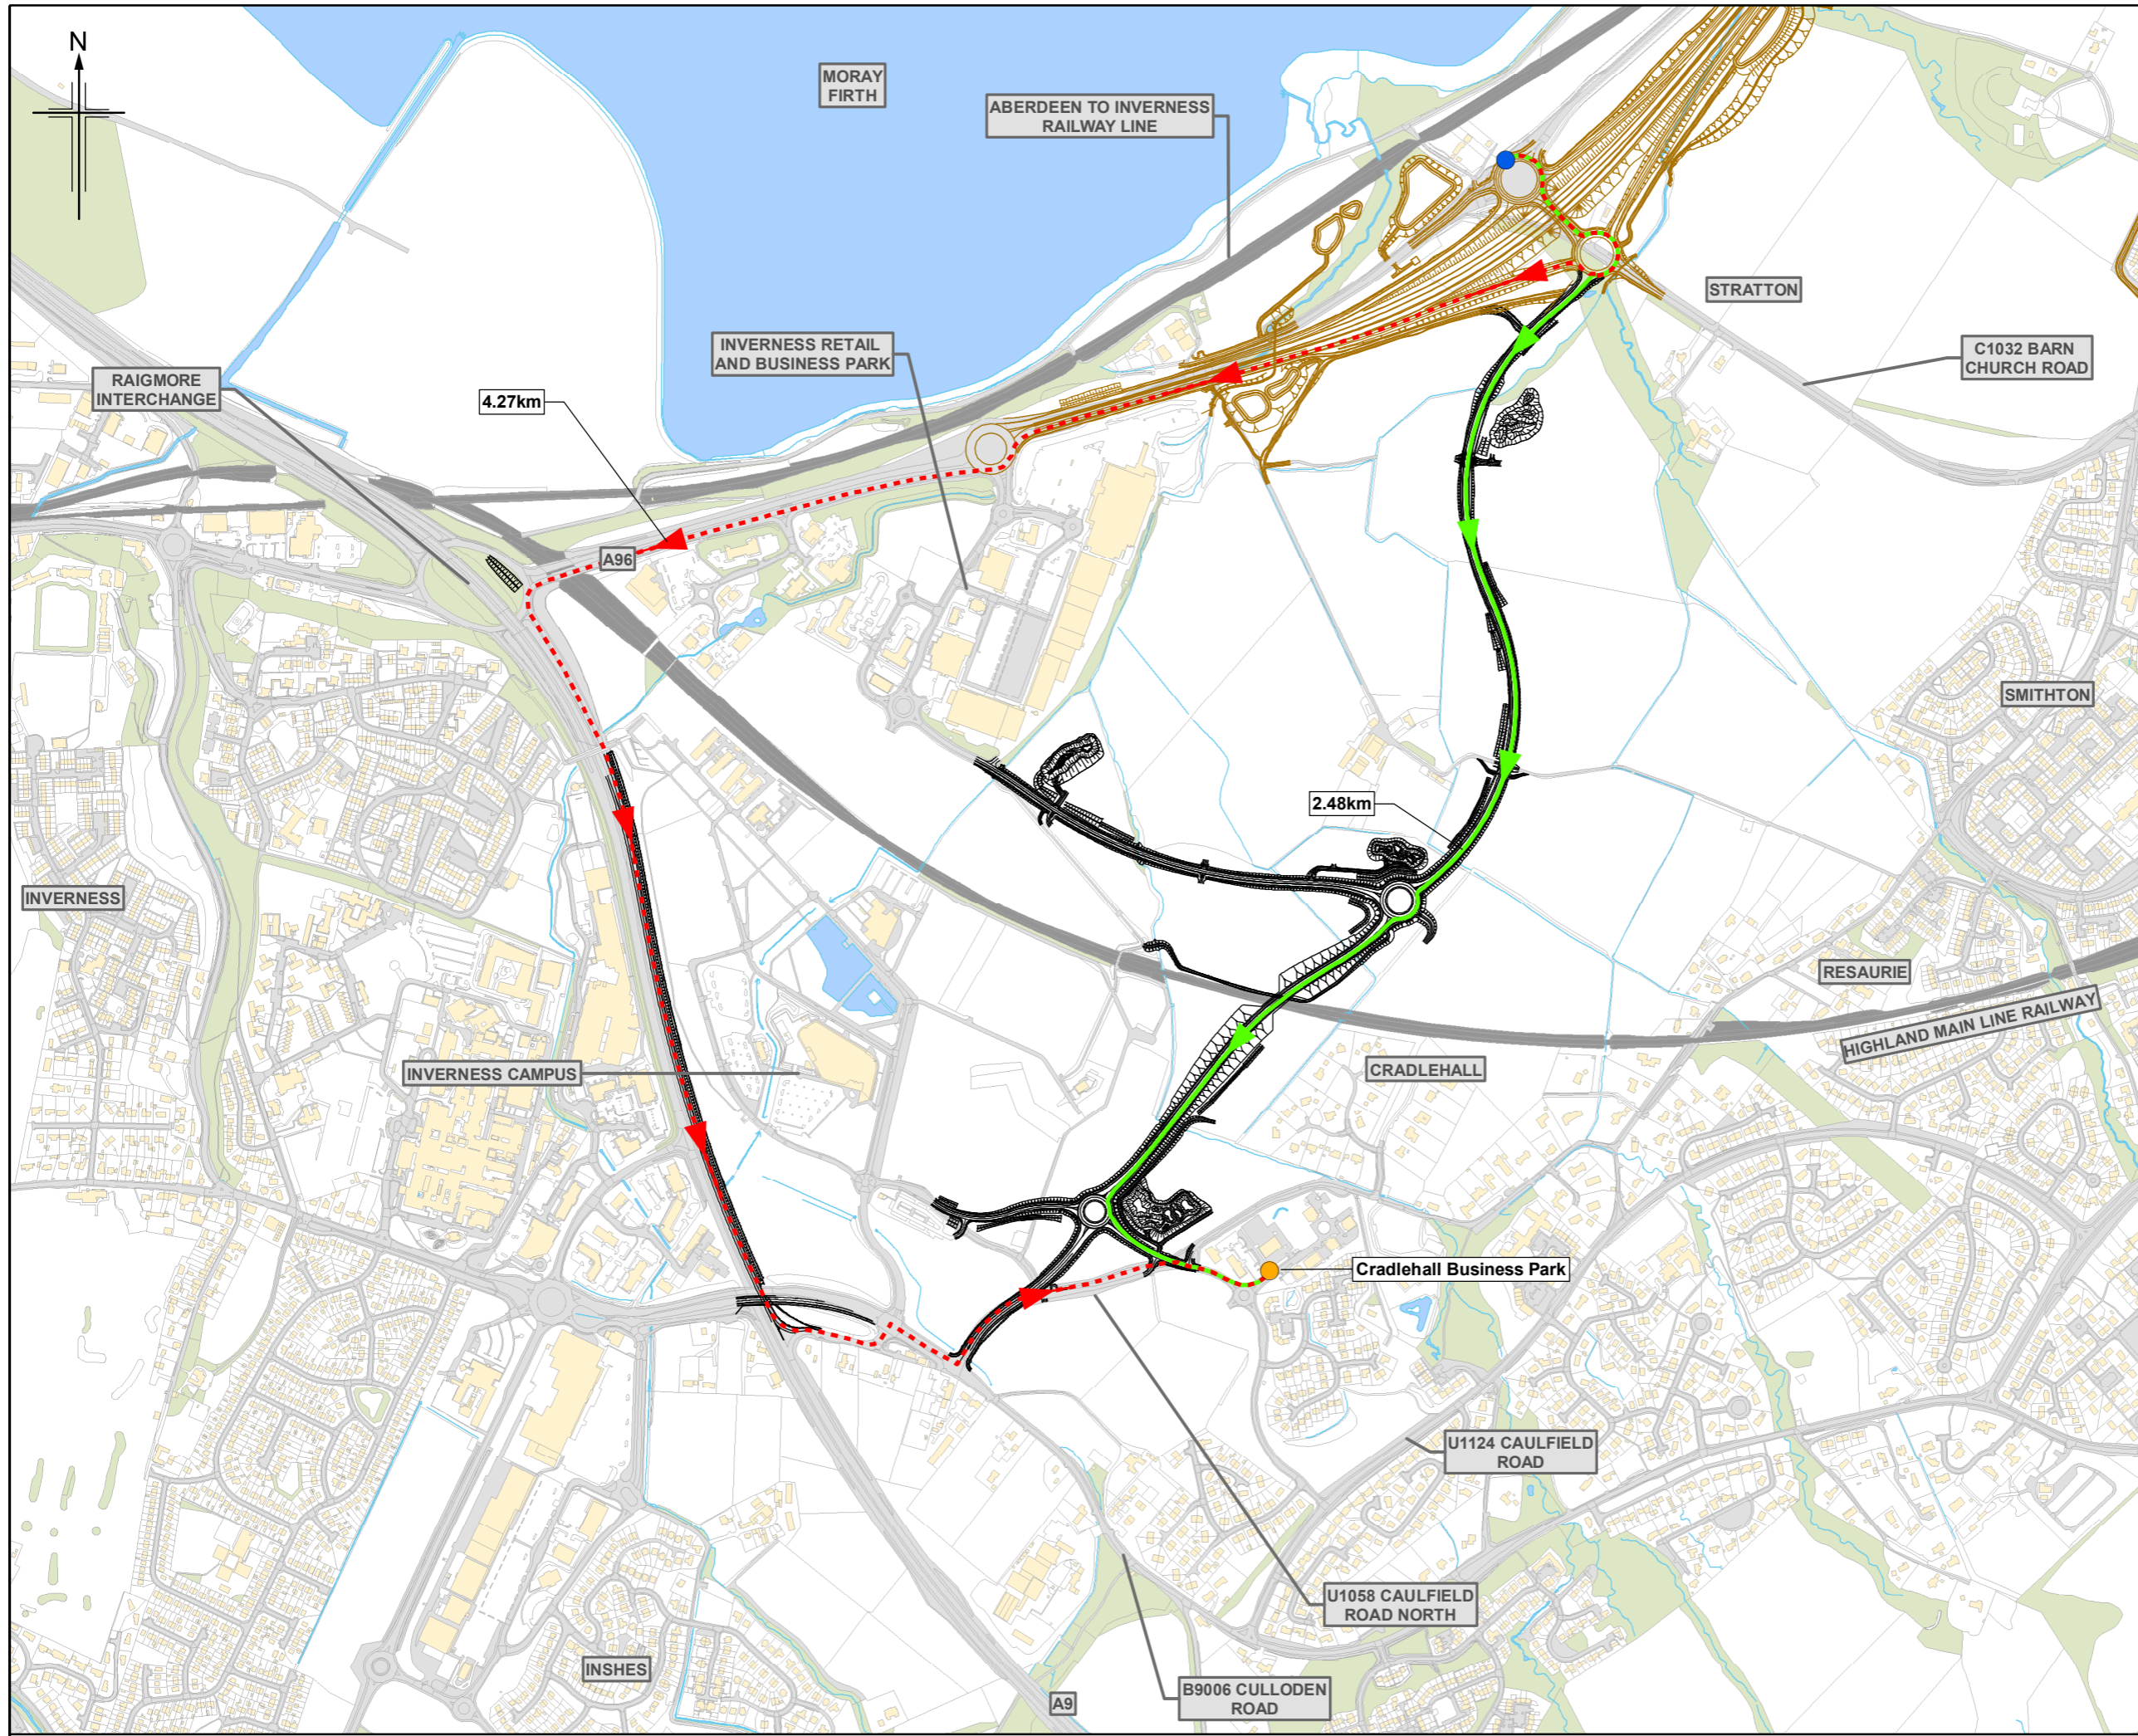 N
MORAY
FIRTH
ABERDEEN TO INVERNESS
RAILWAY LINE
STRATTON
INVERNESS RETAIL
AND BUSINESS PARK
C1032 BARN
CHURCH ROAD
RAIGMORE
INTERCHANGE
4.27km
A96
SMITHTON
2.48km
INVERNESS
RESAURIE
HIGHLAND MAIN LINE RAILWAY
INVERNESS CAMPUS
CRADLEHALL
Cradlehall Business Park
U1124 CAULFIELD
ROAD
U1058 CAULFIELD
ROAD NORTH
INSHES
A9
B9006 CULLODEN
ROAD